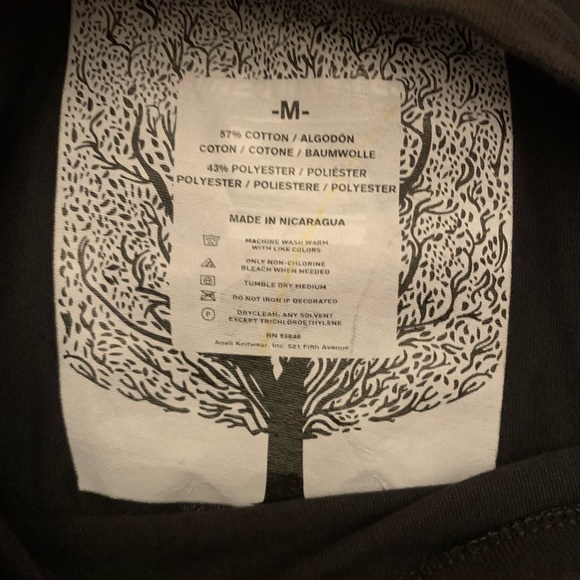 -M-
57% COTTON / ALGODÓN
COTON / COTONE / BAUMWOLLE
43% POLYESTER / POLIÉSTER
POLYESTER / POLIESTERE / POLYESTER
MADE IN NICARAGUA
MACHINE WASH WARM
WITH LIKE COLORS
ONLY NON-CHLORINE
BLEACH WHEN NEEDED
TUMBLE DRY MEDIUM
DO NOT IRON IF DECORATED
P
DRYCLEAN: ANY SOLVENT
EXCEPT TRICHLOROETHYLENE
RN 93846
Anvil Knitwear, Inc. 521 Fifth Avenue